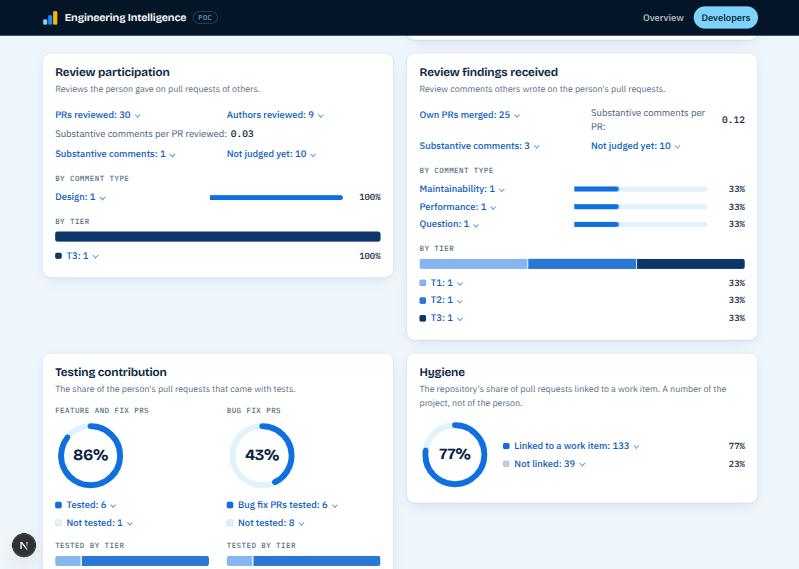 Engineering Intelligence POC
Overview Developers
Review participation
Reviews the person gave on pull requests of others.
PRs reviewed: 30
Authors reviewed: 9
Substantive comments per PR reviewed: 0.03
Substantive comments: 1
Not judged yet: 10
BY COMMENT TYPE
Design: 1 100%
BY TIER
T3: 1 100%
Review findings received
Review comments others wrote on the person's pull requests.
Own PRs merged: 25
Substantive comments per
PR: 0.12
Substantive comments: 3
Not judged yet: 10
BY COMMENT TYPE
Maintainability: 1 33%
Performance: 1 33%
Question: 1 33%
BY TIER
T1: 1 33%
T2: 1 33%
T3: 1 33%
Testing contribution
The share of the person's pull requests that came with tests.
FEATURE AND FIX PRS
86%
Tested: 6
Not tested: 1
TESTED BY TIER
BUG FIX PRS
43%
Bug fix PRs tested: 6
Not tested: 8
TESTED BY TIER
Hygiene
The repository's share of pull requests linked to a work item. A number of the
project, not of the person.
77%
Linked to a work item: 133 77%
Not linked: 39 23%
N